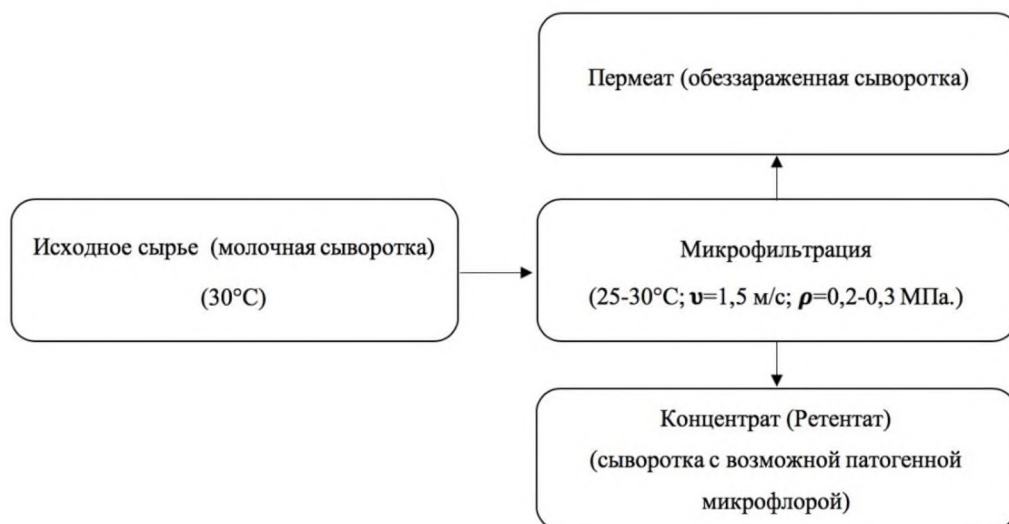 Пермеат (обеззараженная сыворотка)
Исходное сырье (молочная сыворотка)
(30°С)
Микрофильтрация
(25-30°С; υ=1,5 м/с; ρ=0,2-0,3 МПа.)
Концентрат (Ретентат)
(сыворотка с возможной патогенной
микрофлорой)